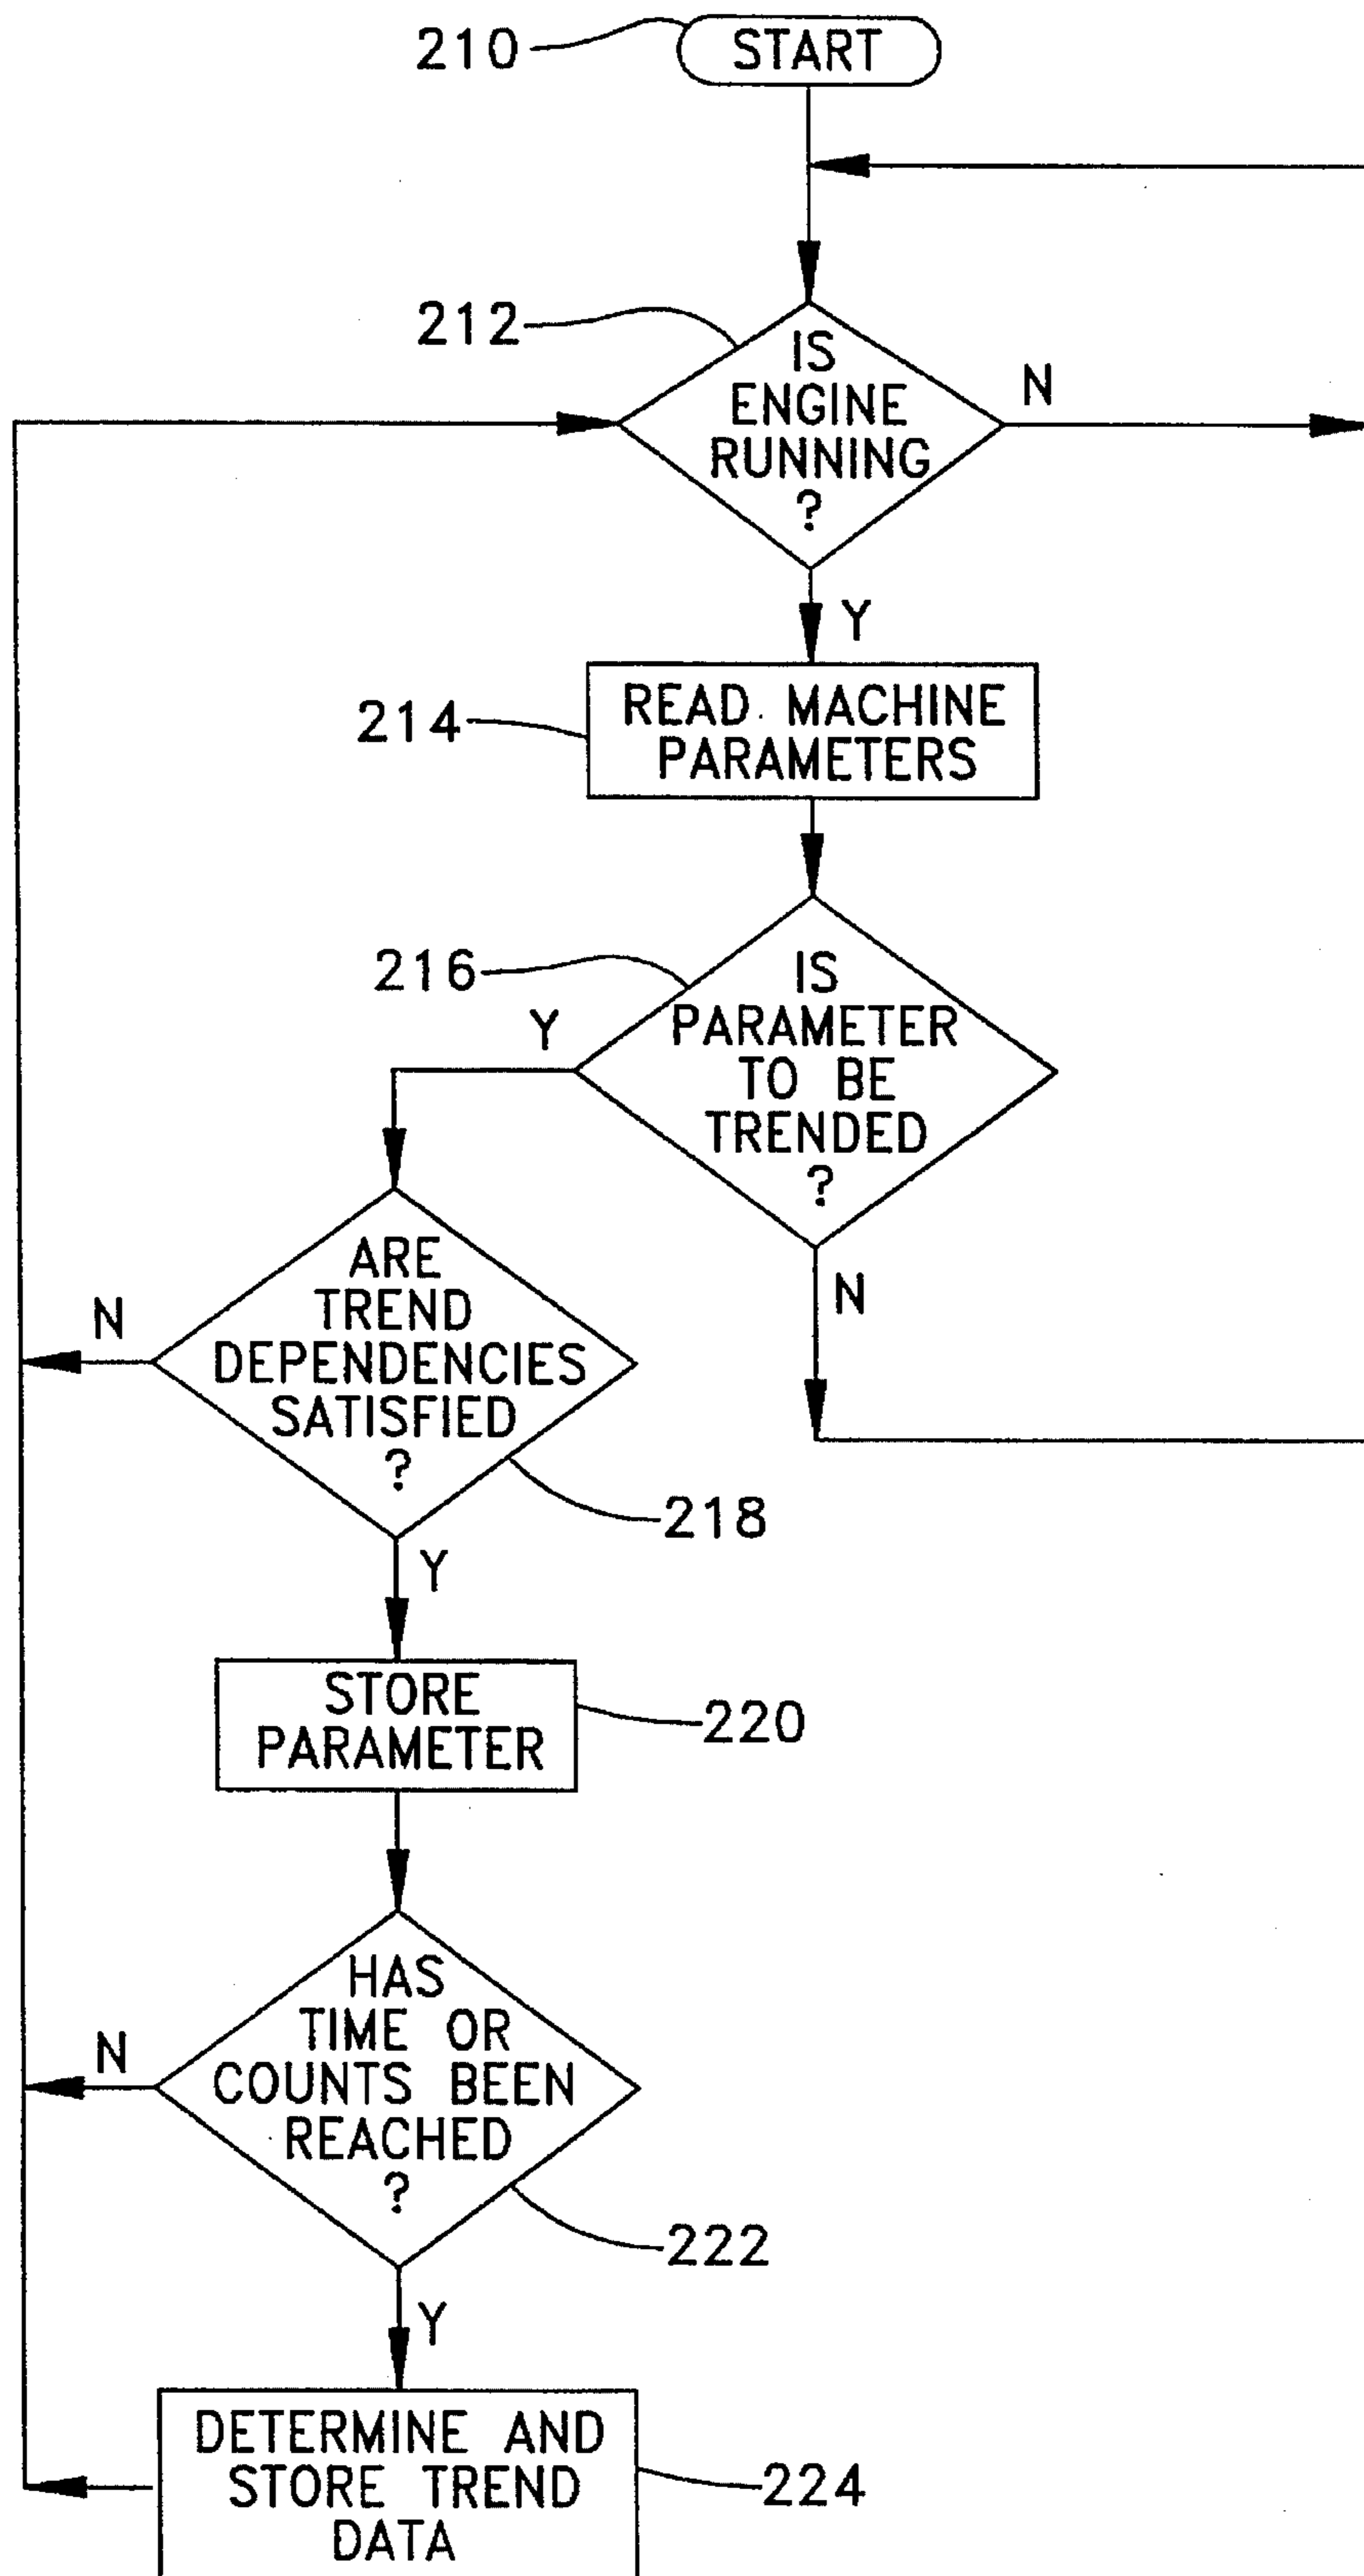 210
START
212
IS
ENGINE
RUNNING
?
N
Y
214
READ MACHINE
PARAMETERS
216
IS
PARAMETER
TO BE
TRENDED
?
Y
N
ARE
TREND
DEPENDENCIES
SATISFIED
?
N
218
Y
STORE
PARAMETER
220
HAS
TIME OR
COUNTS BEEN
REACHED
?
N
222
Y
DETERMINE AND
STORE TREND
DATA
224